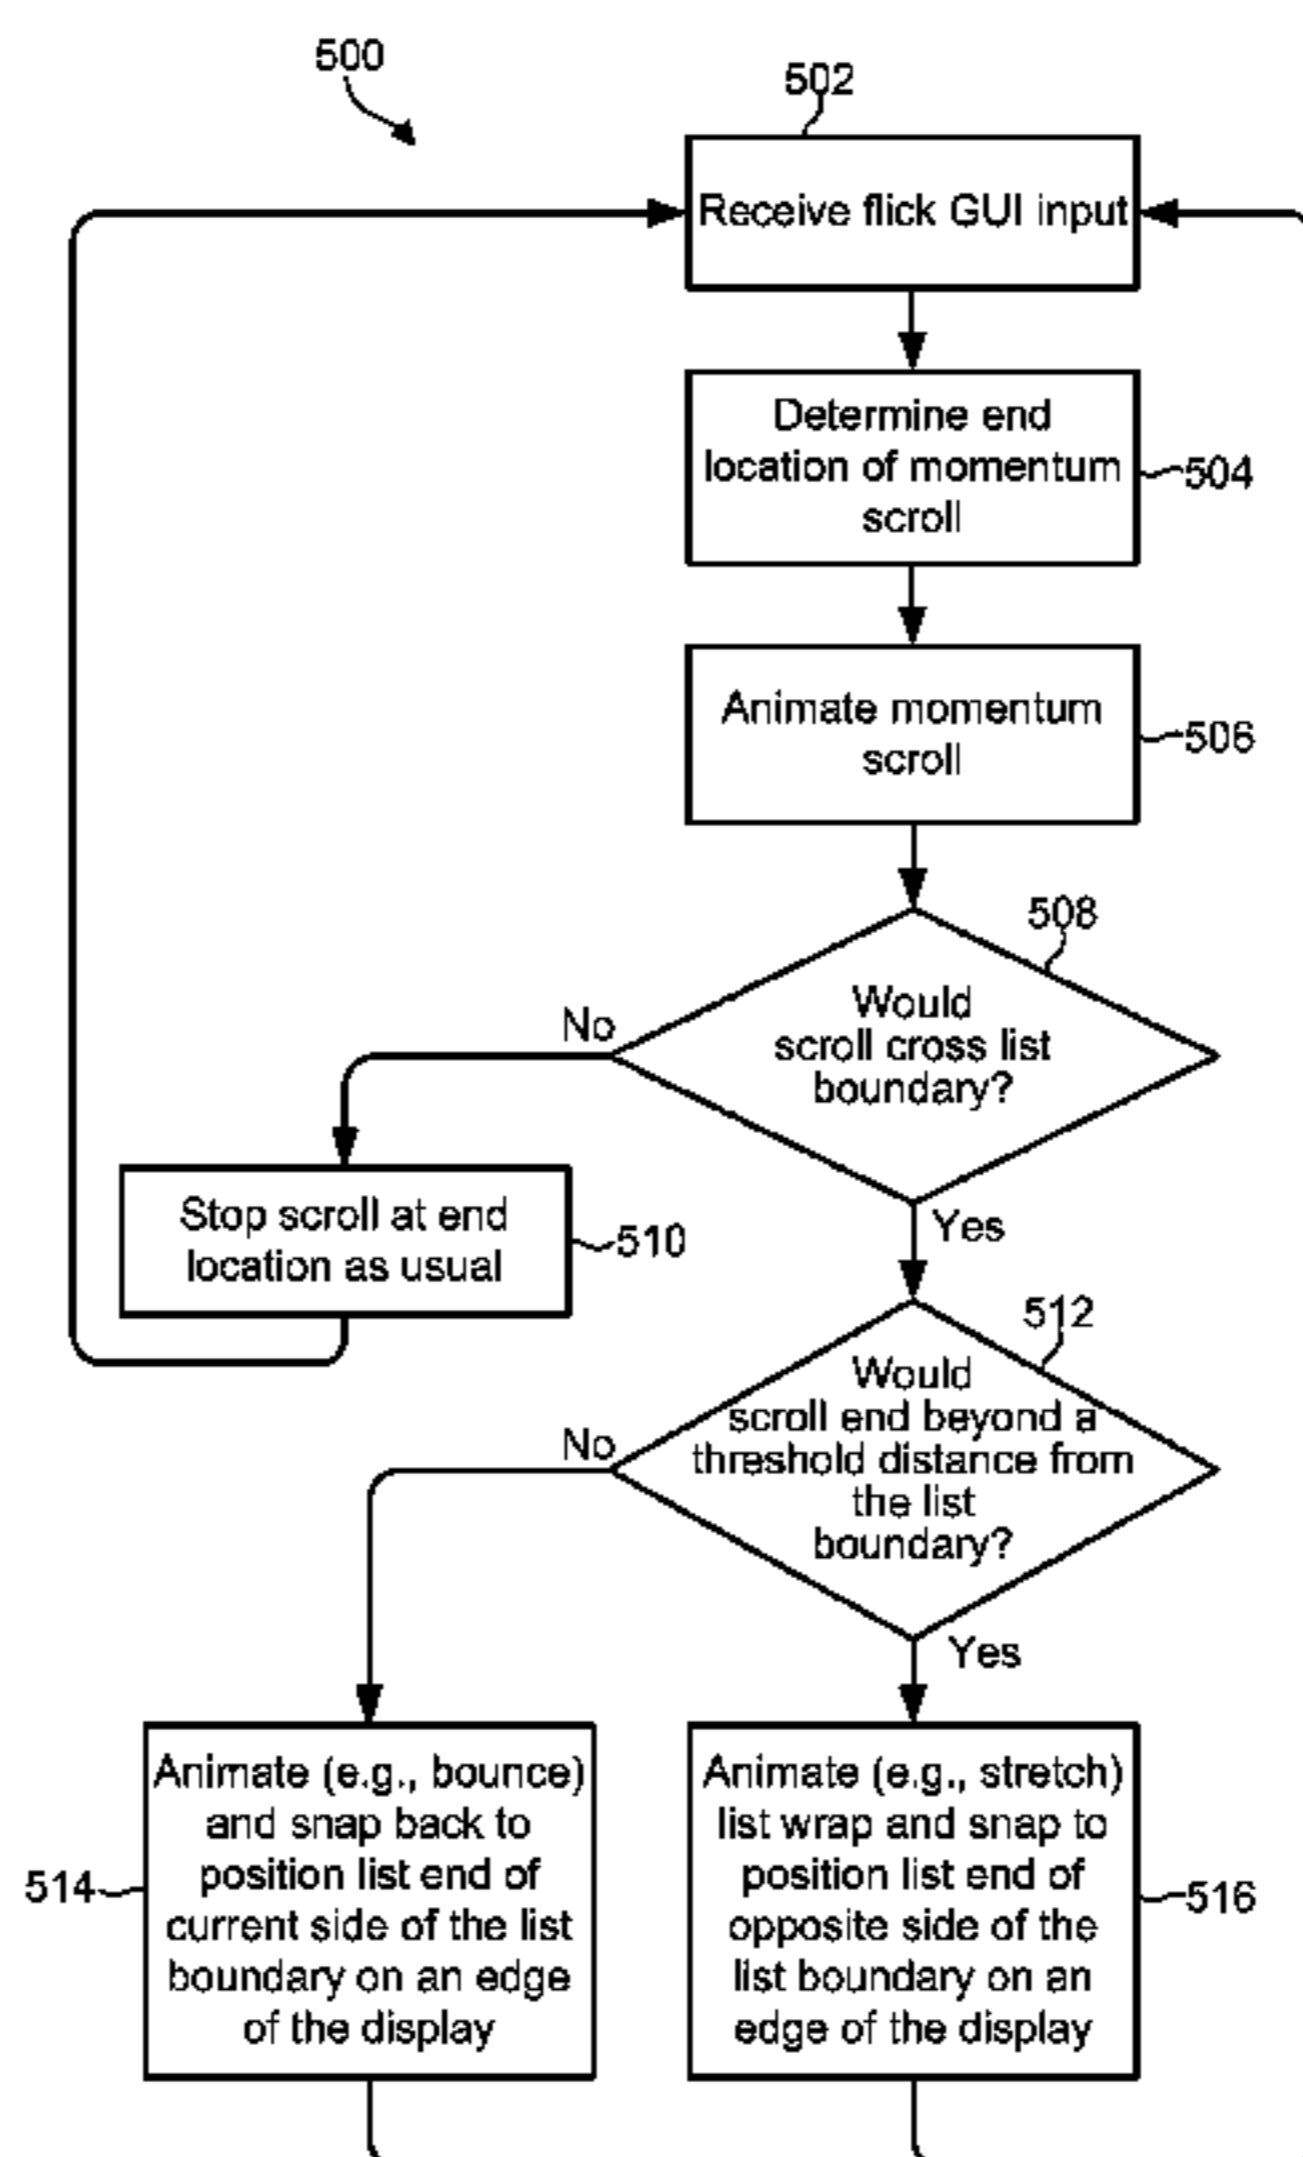 500
502
Receive flick GUI input
Determine end
location of momentum
scroll
504
Animate momentum
scroll
506
508
Would
scroll cross list
boundary?
No
Yes
Stop scroll at end
location as usual
510
512
Would
scroll end beyond a
threshold distance from
the list
boundary?
No
Yes
Animate (e.g., bounce)
and snap back to
position list end of
current side of the list
boundary on an edge
of the display
514
Animate (e.g., stretch)
list wrap and snap to
position list end of
opposite side of the
list boundary on an
edge of the display
516